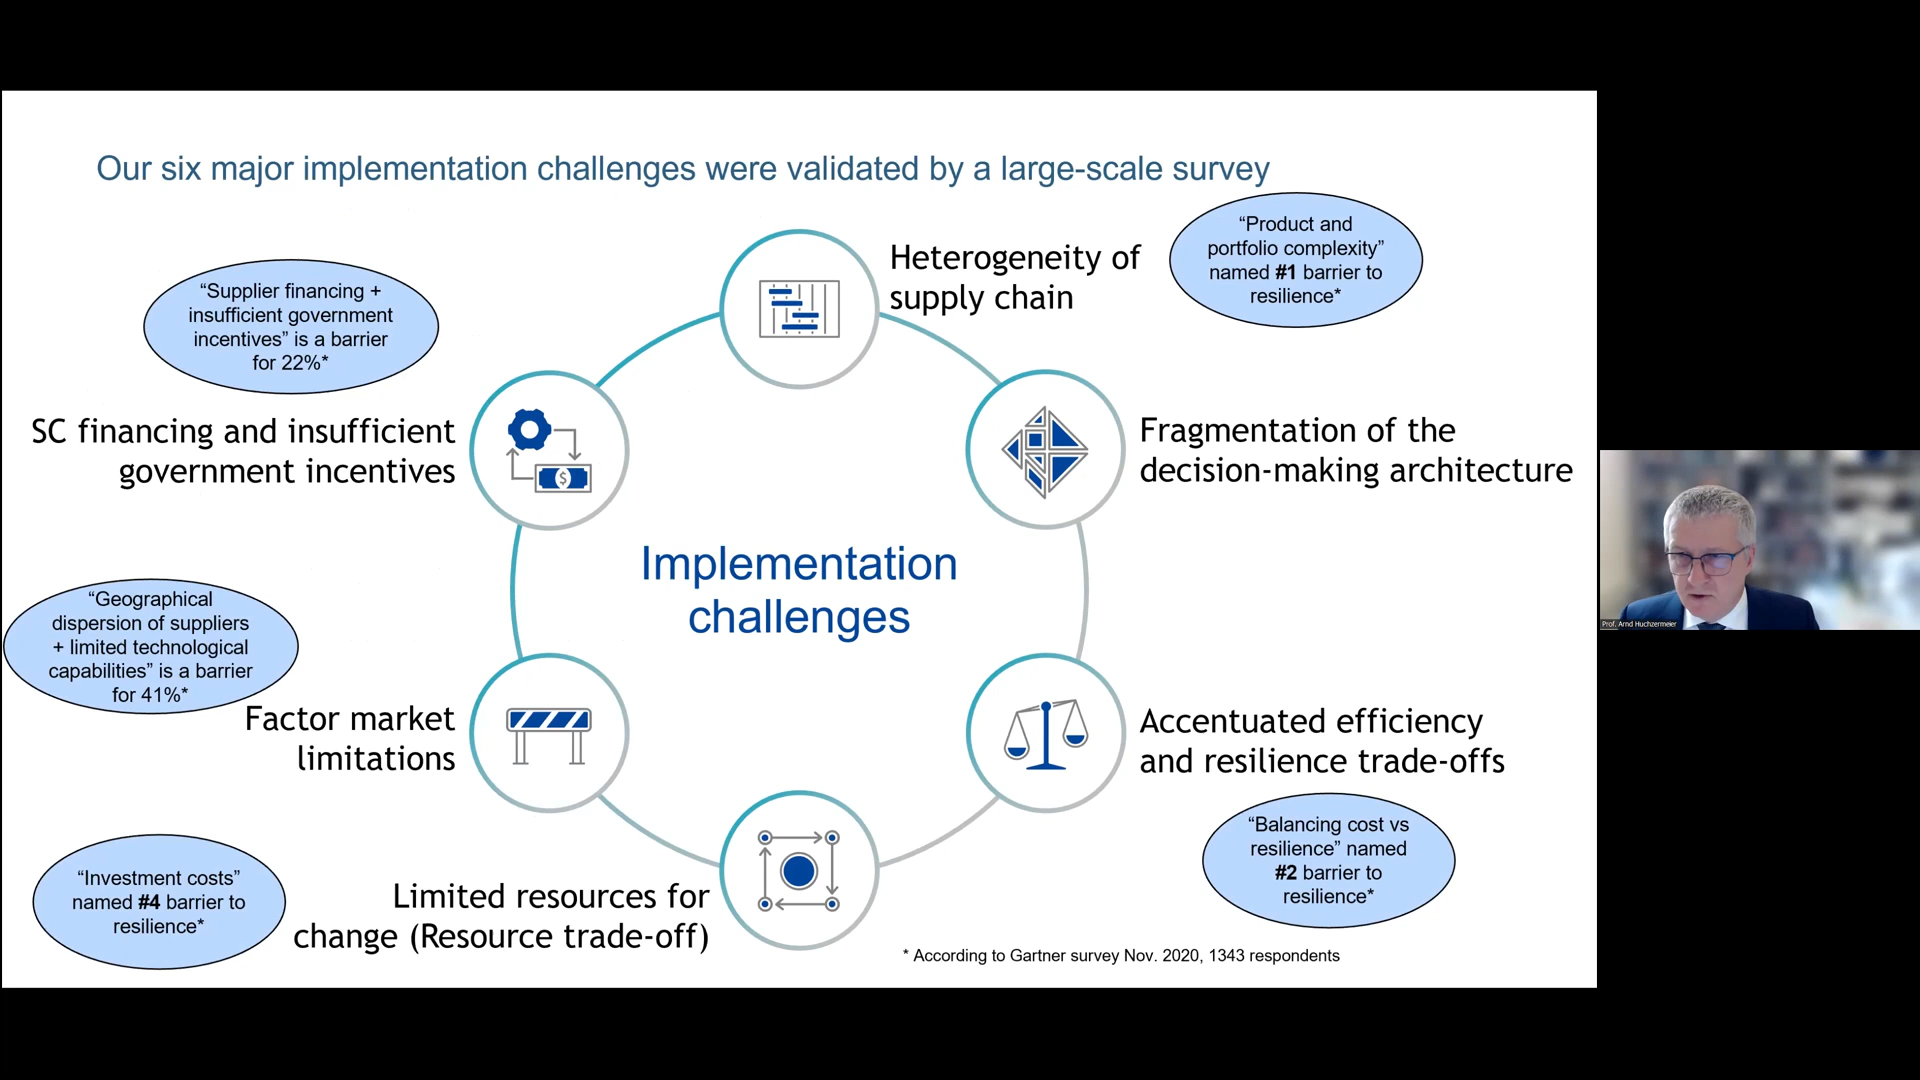 Our six major implementation challenges were validated by a large-scale survey
“Product and
portfolio complexity”
named #1 barrier to
resilience*
Heterogeneity of
supply chain
“Supplier financing +
insufficient government
incentives” is a barrier
for 22%*
SC financing and insufficient
government incentives
$
Fragmentation of the
decision-making architecture
Implementation
challenges
“Geographical
dispersion of suppliers
+ limited technological
capabilities” is a barrier
for 41%*
Factor market
limitations
Accentuated efficiency
and resilience trade-offs
“Balancing cost vs
resilience” named
#2 barrier to
resilience*
“Investment costs”
named #4 barrier to
resilience*
Limited resources for
change (Resource trade-off)
* According to Gartner survey Nov. 2020, 1343 respondents
Prof. Arnd Huchzermeier